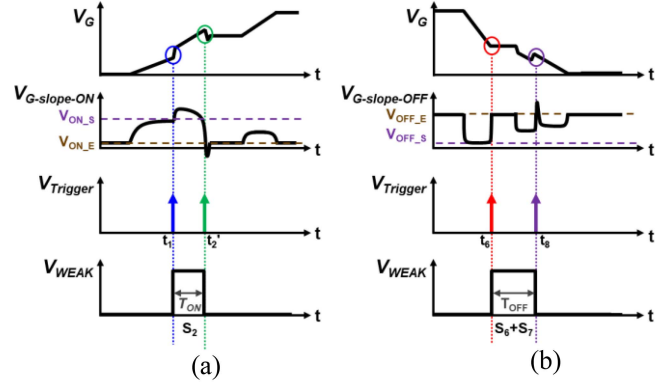 V_G
t
V_G-slope-ON
V_ON_S
V_ON_E
t
V_Trigger
t_1
t_2'
t
V_WEAK
T_ON
t
S_2
(a)
V_G
t
V_G-slope-OFF
V_OFF_E
V_OFF_S
t
V_Trigger
t_6
t_8
t
V_WEAK
T_OFF
t
S_6+S_7
(b)